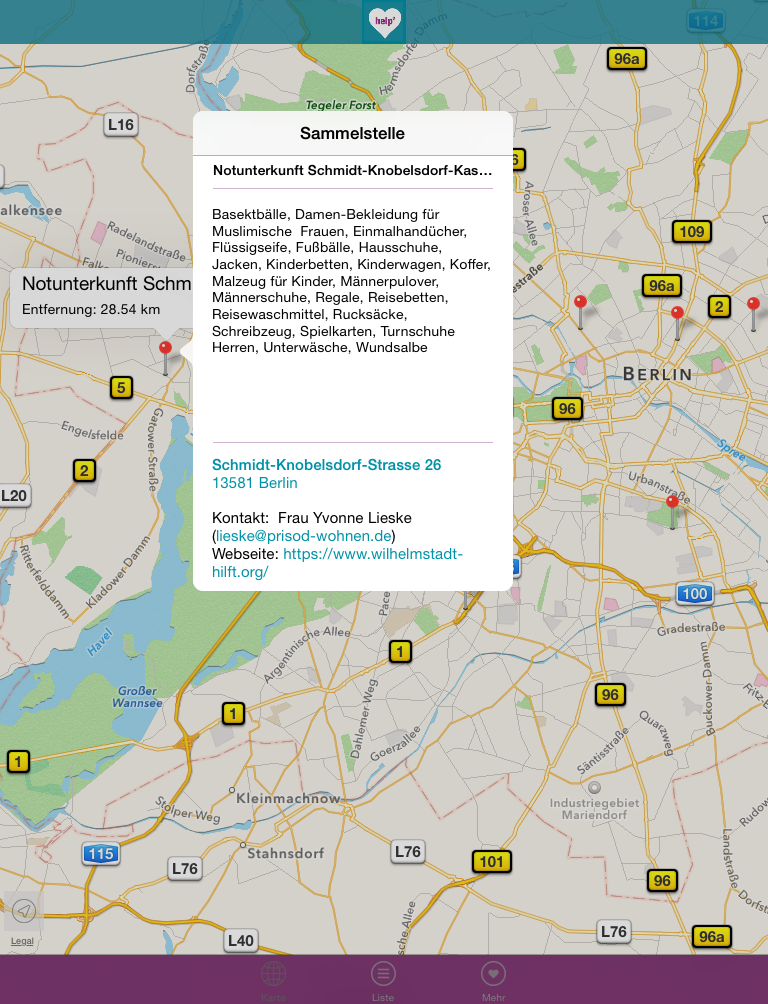 help'
114
Dorfstraße
Hermsdorfer Damm
96a
Tegeler Forst
L16
Sammelstelle
Notunterkunft Schmidt-Knobelsdorf-Kas…
Aroser Allee
alkensee
Radelandstraße
109
Basektbälle, Damen-Bekleidung für
Muslimische  Frauen, Einmalhandücher,
Flüssigseife, Fußbälle, Hausschuhe,
Jacken, Kinderbetten, Kinderwagen, Koffer,
Malzeug für Kinder, Männerpulover,
Männerschuhe, Regale, Reisebetten,
Reisewaschmittel, Rucksäcke,
Schreibzeug, Spielkarten, Turnschuhe
Herren, Unterwäsche, Wundsalbe
Notunterkunft Schm
Entfernung: 28.54 km
96a
2
BERLIN
5
96
Engelsfelde
Gatower-Straße
2
L20
Spree
Urbanstraße
Schmidt-Knobelsdorf-Strasse 26
13581 Berlin
Kontakt:  Frau Yvonne Lieske
(lieske@prisod-wohnen.de)
Webseite: https://www.wilhelmstadt-
hilft.org/
Ritterfelddamm
Kladower-Damm
100
Havel
Argentinische Allee
Gradestraße
1
Großer
Wannsee
Dahlemer Weg
96
Buckower-Damm
1
Goerzallee
Quarzweg
Säntisstraße
1
Kleinmachnow
Industriegebiet
Mariendorf
Stolper Weg
115
Stahnsdorf
L76
L76
101
96
Landstraße
Legal
L40
L76
96a
Karte
Liste
Mehr